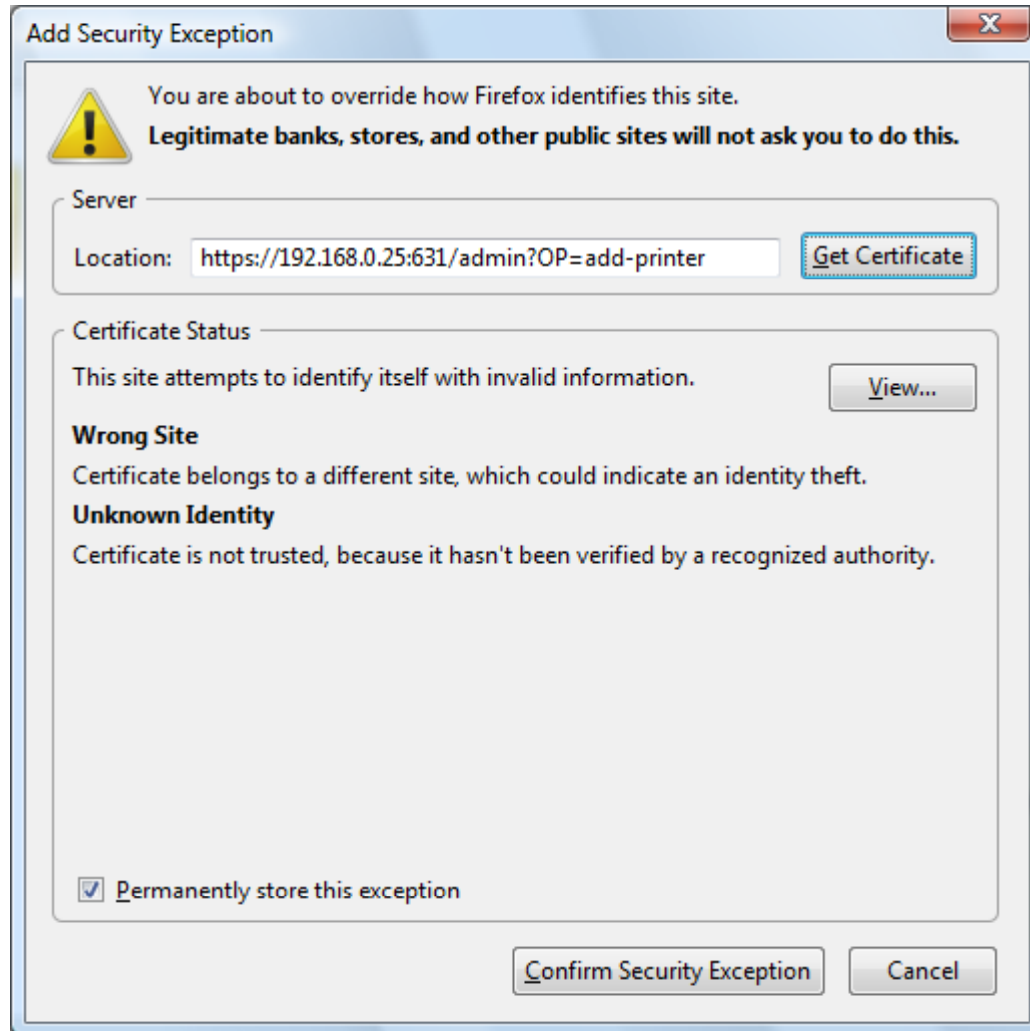 Add Security Exception
You are about to override how Firefox identifies this site.
Legitimate banks, stores, and other public sites will not ask you to do this.
Server
Location: https://192.168.0.25:631/admin?OP=add-printer Get Certificate
Certificate Status
This site attempts to identify itself with invalid information. View...
Wrong Site
Certificate belongs to a different site, which could indicate an identity theft.
Unknown Identity
Certificate is not trusted, because it hasn't been verified by a recognized authority.
Permanently store this exception
Confirm Security Exception Cancel